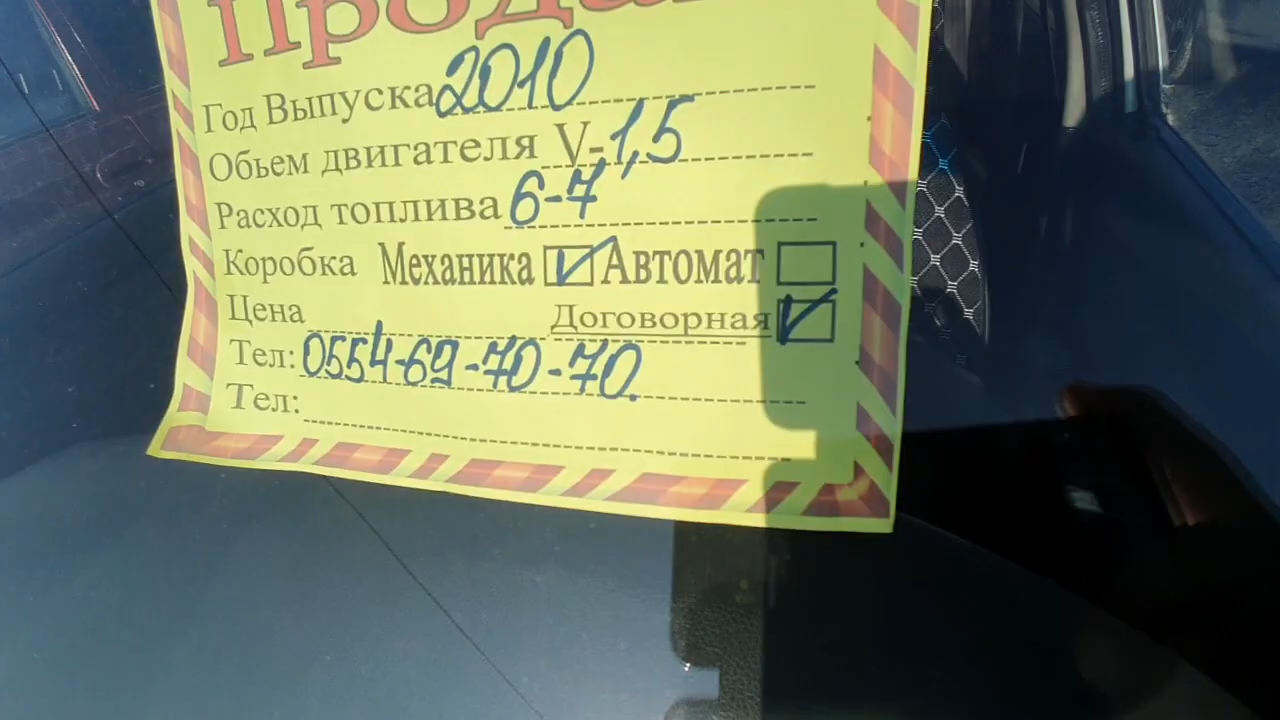 Продаю
Год Выпуска 2010
Обьем двигателя V-1,5
Расход топлива 6-7
Коробка Механика ☑ Автомат ☐
Цена Договорная ☑
Тел: 0554-69-70-70.
Тел: